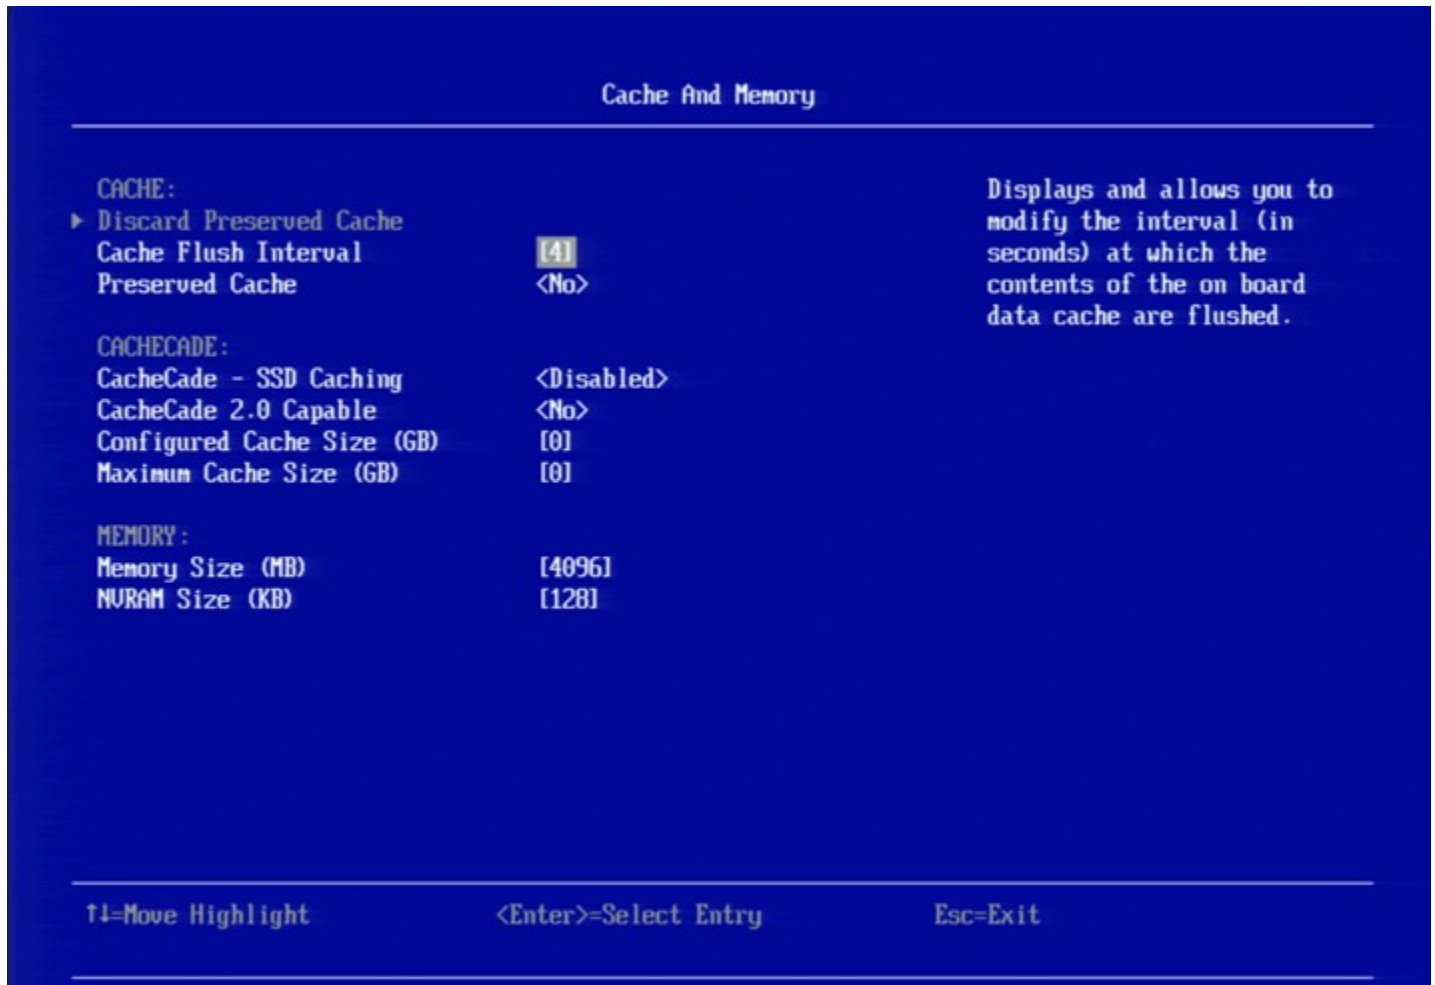 Cache And Memory
CACHE:
▶ Discard Preserved Cache
Cache Flush Interval [4]
Preserved Cache <No>
CACHECADE:
CacheCade - SSD Caching <Disabled>
CacheCade 2.0 Capable <No>
Configured Cache Size (GB) [0]
Maximum Cache Size (GB) [0]
MEMORY:
Memory Size (MB) [4096]
NVRAM Size (KB) [128]
Displays and allows you to
modify the interval (in
seconds) at which the
contents of the on board
data cache are flushed.
↑↓=Move Highlight <Enter>=Select Entry Esc=Exit